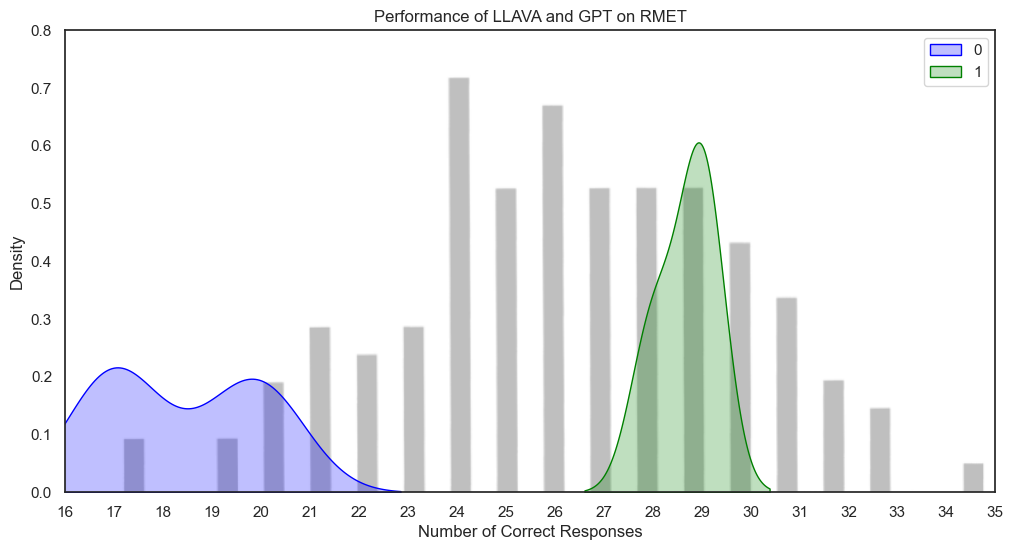 Performance of LLAVA and GPT on RMET
0.8
0.7
0.6
0.5
0.4
0.3
0.2
0.1
0.0
Density
0
1
16 17 18 19 20 21 22 23 24 25 26 27 28 29 30 31 32 33 34 35
Number of Correct Responses